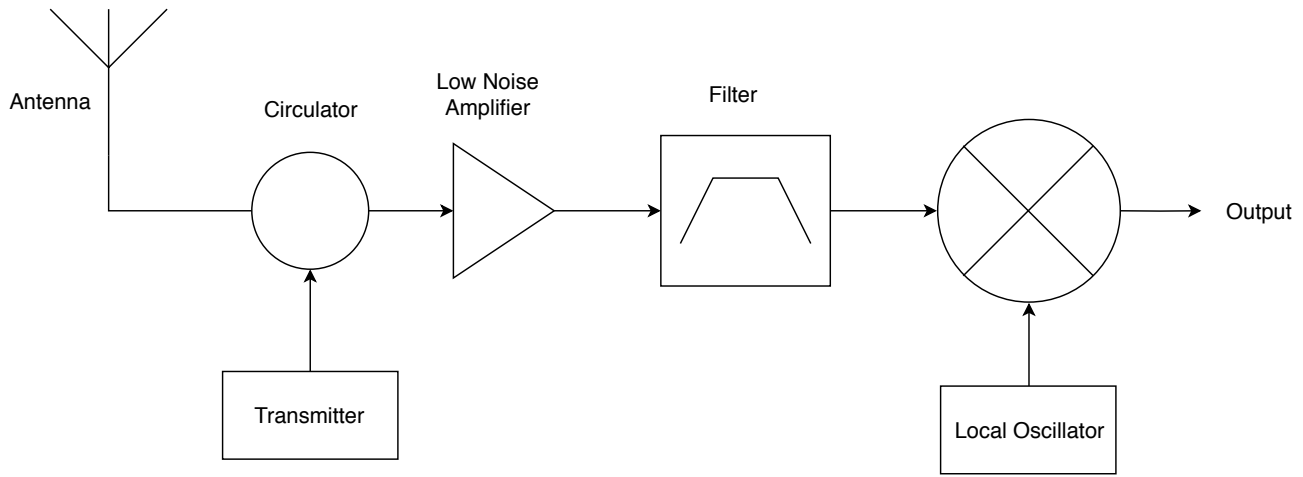 Antenna
Circulator
Low Noise
Amplifier
Filter
Output
Transmitter
Local Oscillator